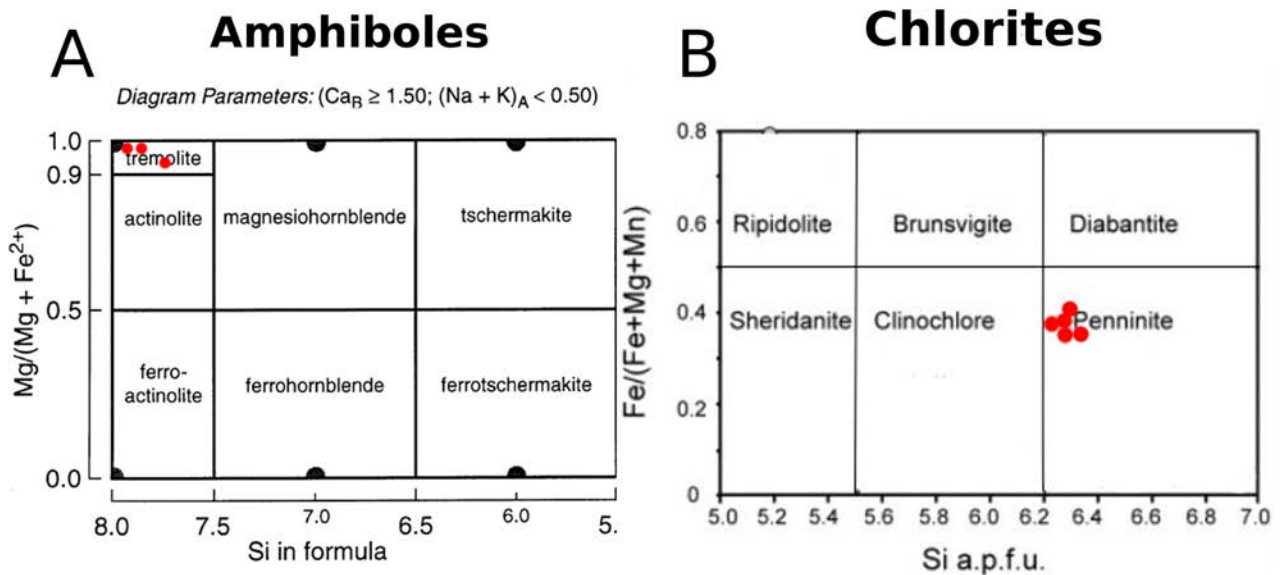 Amphiboles
A
Diagram Parameters: (CaB ≥ 1.50; (Na + K)A < 0.50)
Mg/(Mg + Fe2+)
1.0
0.9
0.5
0.0
tremolite
actinolite
magnesiohornblende
tschermakite
ferro-
actinolite
ferrohornblende
ferrotschermakite
8.0 7.5 7.0 6.5 6.0 5.
Si in formula
Chlorites
B
Fe/(Fe+Mg+Mn)
0.8
0.6
0.4
0.2
0
Ripidolite Brunsvigite Diabantite
Sheridanite Clinochlore Penninite
5.0 5.2 5.4 5.6 5.8 6.0 6.2 6.4 6.6 6.8 7.0
Si a.p.f.u.